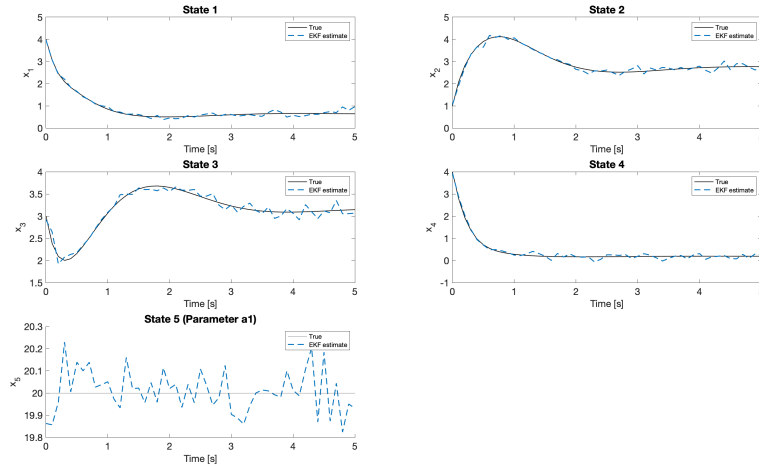 State 1
5
4
3
2
1
0
x1
0 1 2 3 4 5
Time [s]
True
EKF estimate
State 2
5
4
3
2
1
0
x2
0 1 2 3 4
Time [s]
True
EKF estimate
State 3
4
3.5
3
2.5
2
1.5
x3
0 1 2 3 4 5
Time [s]
True
EKF estimate
State 4
4
3
2
1
0
-1
x4
0 1 2 3 4
Time [s]
True
EKF estimate
State 5 (Parameter a1)
20.3
20.2
20.1
20
19.9
19.8
x5
0 1 2 3 4 5
Time [s]
True
EKF estimate